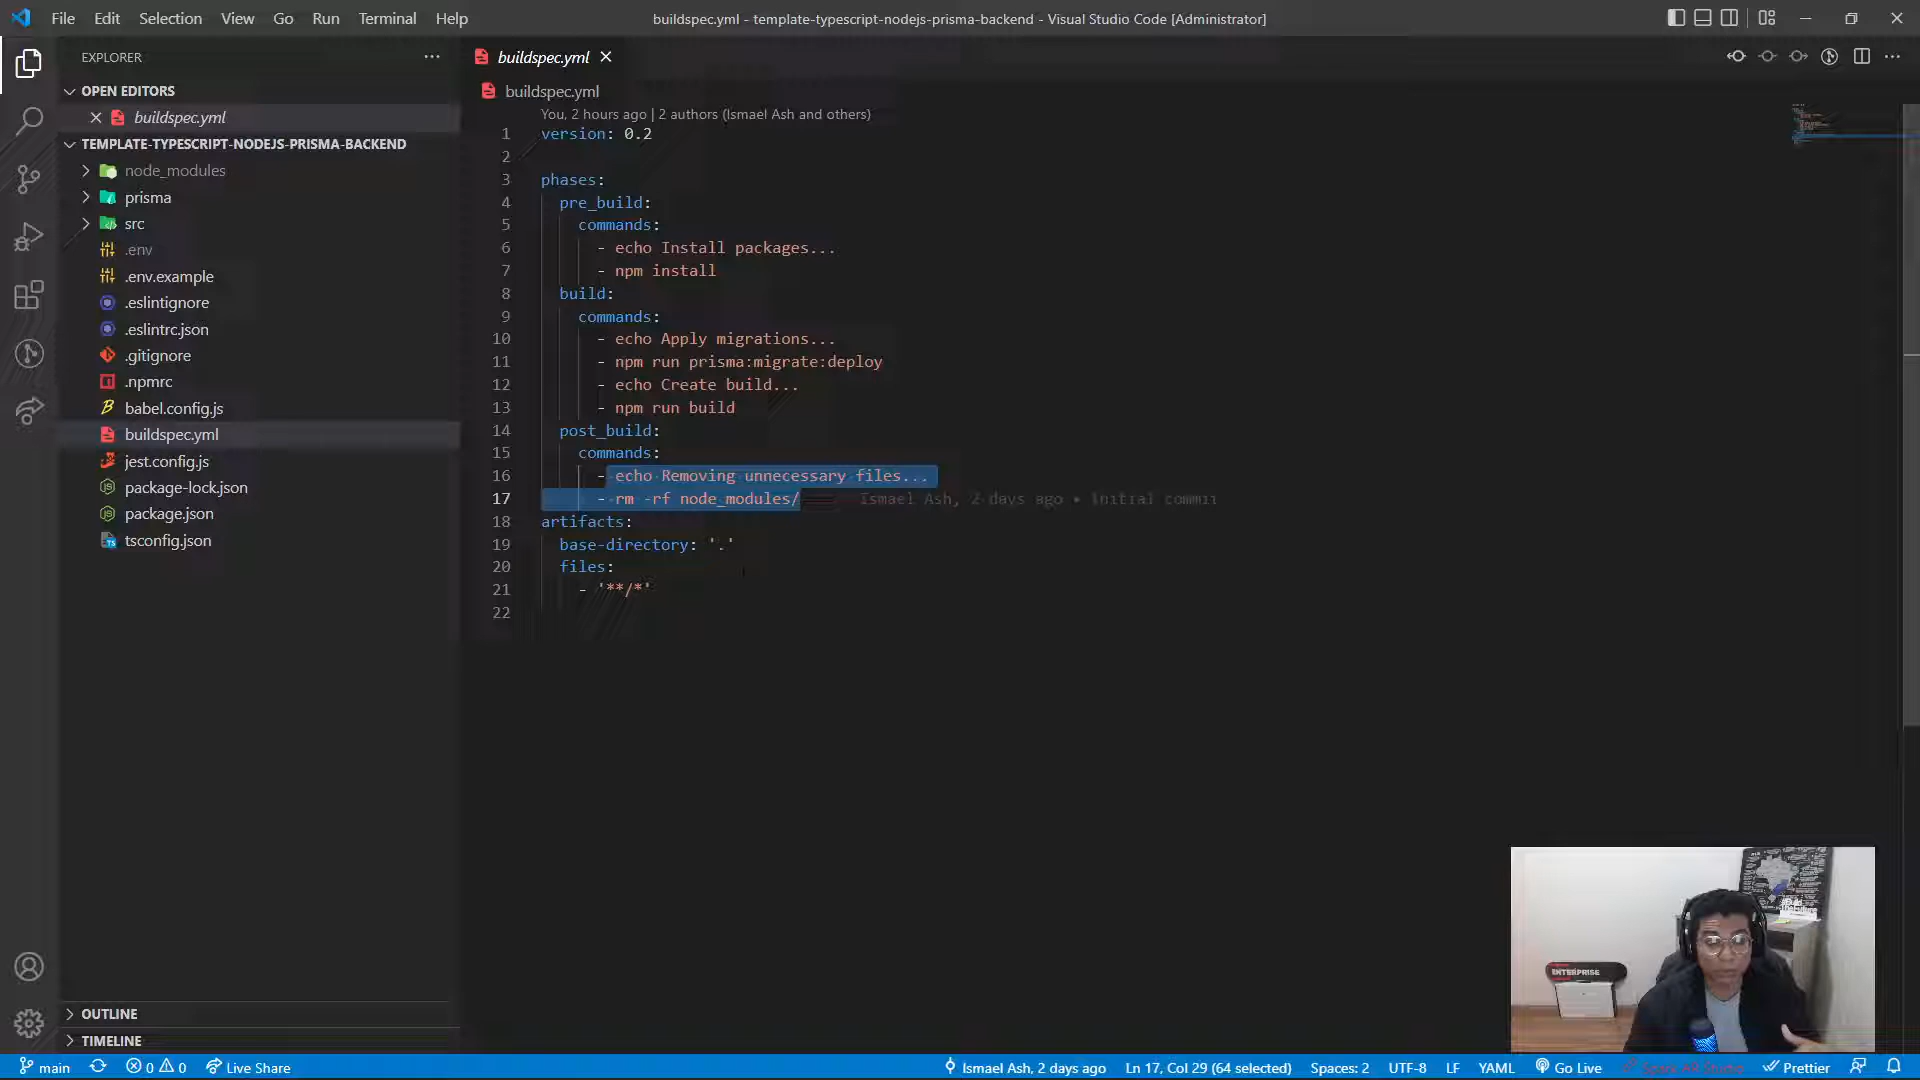 File Edit Selection View Go Run Terminal Help
buildspec.yml - template-typescript-nodejs-prisma-backend - Visual Studio Code [Administrator]
EXPLORER
OPEN EDITORS
buildspec.yml
TEMPLATE-TYPESCRIPT-NODEJS-PRISMA-BACKEND
node_modules
prisma
src
.env
.env.example
.eslintignore
.eslintrc.json
.gitignore
.npmrc
babel.config.js
buildspec.yml
jest.config.js
package-lock.json
package.json
tsconfig.json
OUTLINE
TIMELINE
buildspec.yml
buildspec.yml
You, 2 hours ago | 2 authors (Ismael Ash and others)
1 version: 0.2
2
3 phases:
4 pre_build:
5 commands:
6 - echo Install packages...
7 - npm install
8 build:
9 commands:
10 - echo Apply migrations...
11 - npm run prisma:migrate:deploy
12 - echo Create build...
13 - npm run build
14 post_build:
15 commands:
16 - echo Removing unnecessary files...
17 - rm -rf node_modules/ Ismael Ash, 2 days ago • Initial commit
18 artifacts:
19 base-directory: '.'
20 files:
21 - '**/*'
22
ENTERPRISE
main 0 0 Live Share Ismael Ash, 2 days ago Ln 17, Col 29 (64 selected) Spaces: 2 UTF-8 LF YAML Go Live Spark AR Studio Prettier